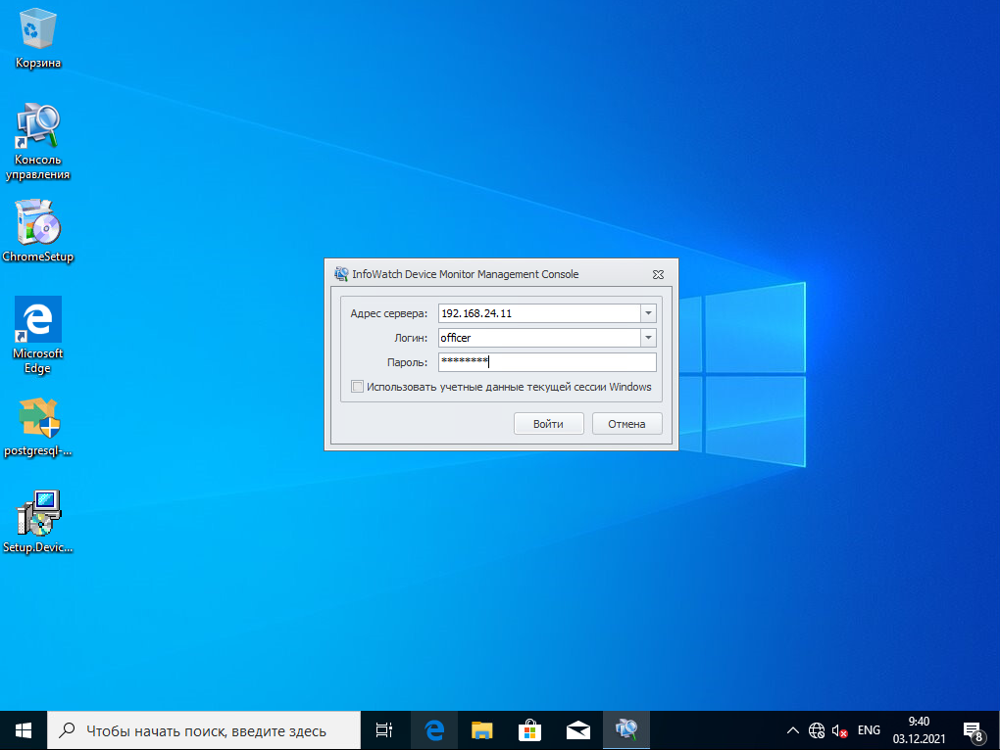 Корзина
Консоль
управления
ChromeSetup
Microsoft
Edge
postgresql-...
Setup.Devic...
InfoWatch Device Monitor Management Console
Адрес сервера: 192.168.24.11
Логин: officer
Пароль: ********
Использовать учетные данные текущей сессии Windows
Войти Отмена
Чтобы начать поиск, введите здесь
ENG
9:40
03.12.2021
8